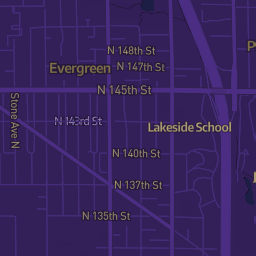 N 148th St
Evergreen
N 147th St
N 145th St
Stone Ave N
N 143rd St
Lakeside School
N 140th St
N 137th St
N 135th St